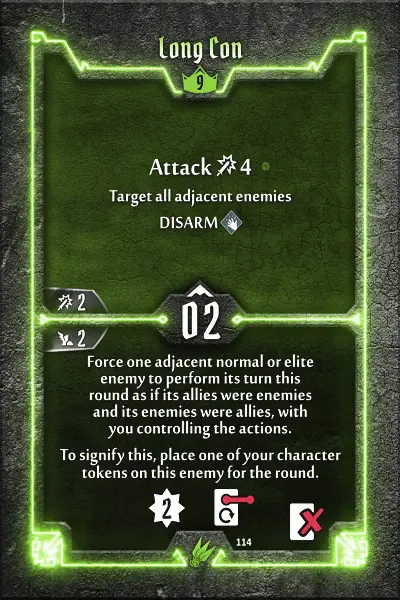 Long Con
9
Attack 4
Target all adjacent enemies
DISARM
2
02
2
Force one adjacent normal or elite
enemy to perform its turn this
round as if its allies were enemies
and its enemies were allies, with
you controlling the actions.
To signify this, place one of your character
tokens on this enemy for the round.
2
114